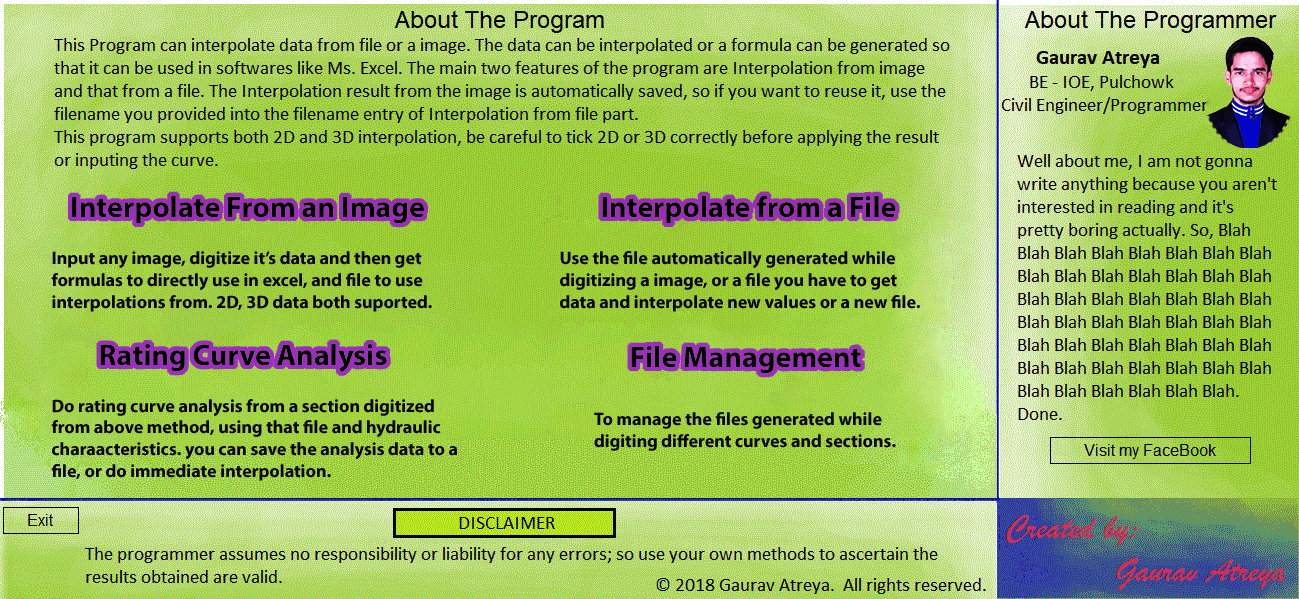 About The Program
This Program can interpolate data from file or a image. The data can be interpolated or a formula can be generated so
that it can be used in softwares like Ms. Excel. The main two features of the program are Interpolation from image
and that from a file. The Interpolation result from the image is automatically saved, so if you want to reuse it, use the
filename you provided into the filename entry of Interpolation from file part.
This program supports both 2D and 3D interpolation, be careful to tick 2D or 3D correctly before applying the result
or inputing the curve.
Interpolate From an Image
Input any image, digitize it's data and then get
formulas to directly use in excel, and file to use
interpolations from. 2D, 3D data both suported.
Interpolate from a File
Use the file automatically generated while
digitizing a image, or a file you have to get
data and interpolate new values or a new file.
Rating Curve Analysis
Do rating curve analysis from a section digitized
from above method, using that file and hydraulic
charaacteristics. you can save the analysis data to a
file, or do immediate interpolation.
File Management
To manage the files generated while
digiting different curves and sections.
About The Programmer
Gaurav Atreya
BE - IOE, Pulchowk
Civil Engineer/Programmer
Well about me, I am not gonna
write anything because you aren't
interested in reading and it's
pretty boring actually. So, Blah
Blah Blah Blah Blah Blah Blah Blah
Blah Blah Blah Blah Blah Blah Blah
Blah Blah Blah Blah Blah Blah Blah
Blah Blah Blah Blah Blah Blah Blah
Blah Blah Blah Blah Blah Blah Blah
Blah Blah Blah Blah Blah Blah Blah
Blah Blah Blah Blah Blah Blah.
Done.
Visit my FaceBook
Exit
DISCLAIMER
The programmer assumes no responsibility or liability for any errors; so use your own methods to ascertain the
results obtained are valid.
© 2018 Gaurav Atreya. All rights reserved.
Created by:
Gaurav Atreya